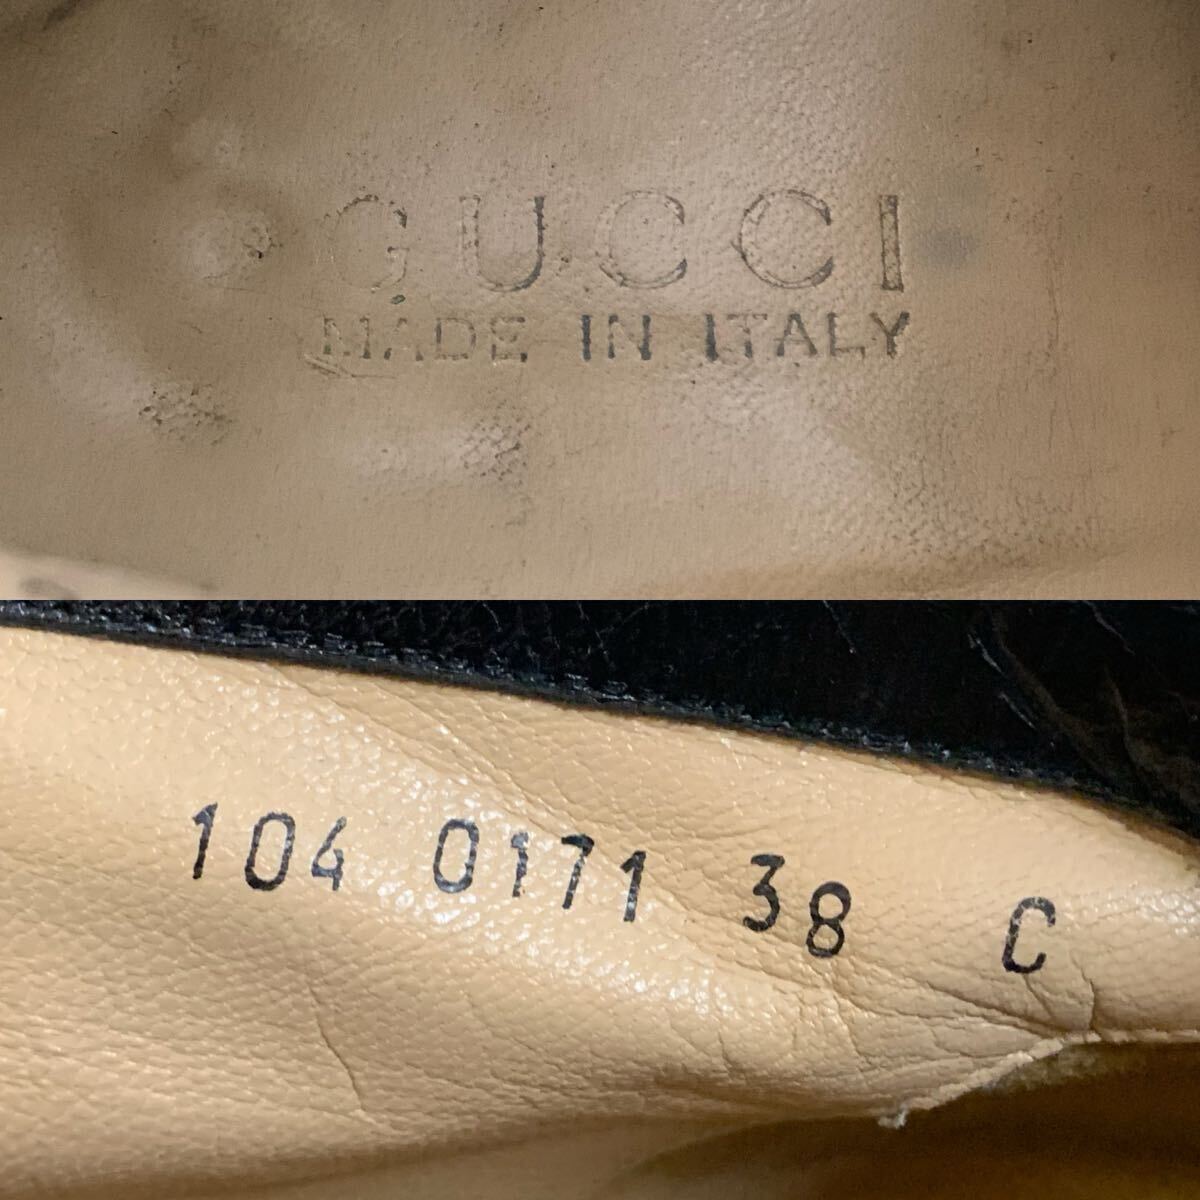 GUCCI
MADE IN ITALY
104 0171 38 C